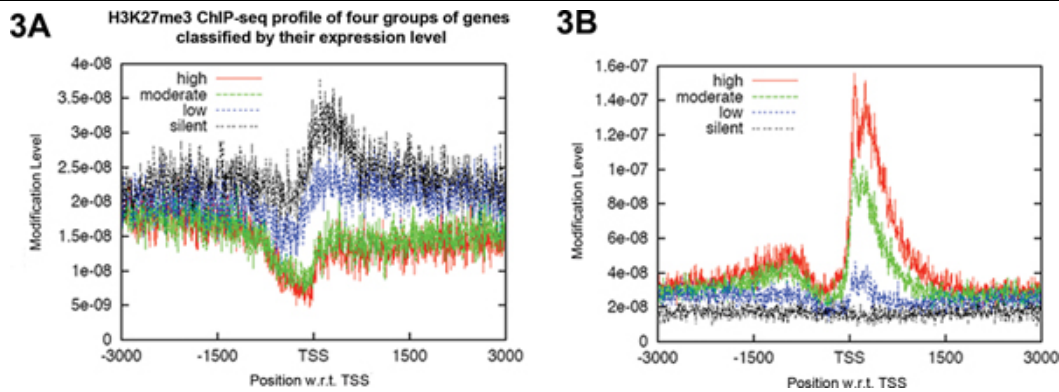 3A
H3K27me3 ChIP-seq profile of four groups of genes
classified by their expression level
Modification Level
4e-08
3.5e-08
3e-08
2.5e-08
2e-08
1.5e-08
1e-08
5e-09
0
high
moderate
low
silent
-3000
-1500
TSS
1500
3000
Position w.r.t. TSS
3B
Modification Level
1.6e-07
1.4e-07
1.2e-07
1e-07
8e-08
6e-08
4e-08
2e-08
0
high
moderate
low
silent
-3000
-1500
TSS
1500
3000
Position w.r.t. TSS